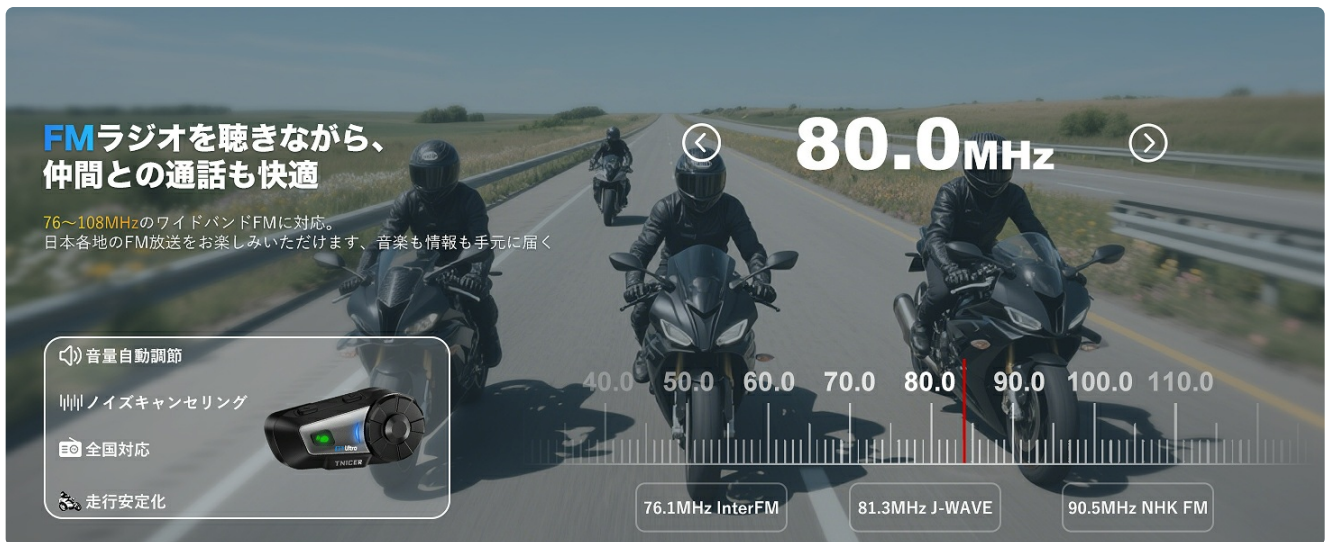 FMラジオを聴きながら、
仲間との通話も快適
76～108MHzのワイドバンドFMに対応。
日本各地のFM放送をお楽しみいただけます、音楽も情報も手元に届く
80.0MHz
音量自動調節
ノイズキャンセリング
全国対応
走行安定化
Ultro
TNICER
40.0 50.0 60.0 70.0 80.0 90.0 100.0 110.0
76.1MHz InterFM 81.3MHz J-WAVE 90.5MHz NHK FM